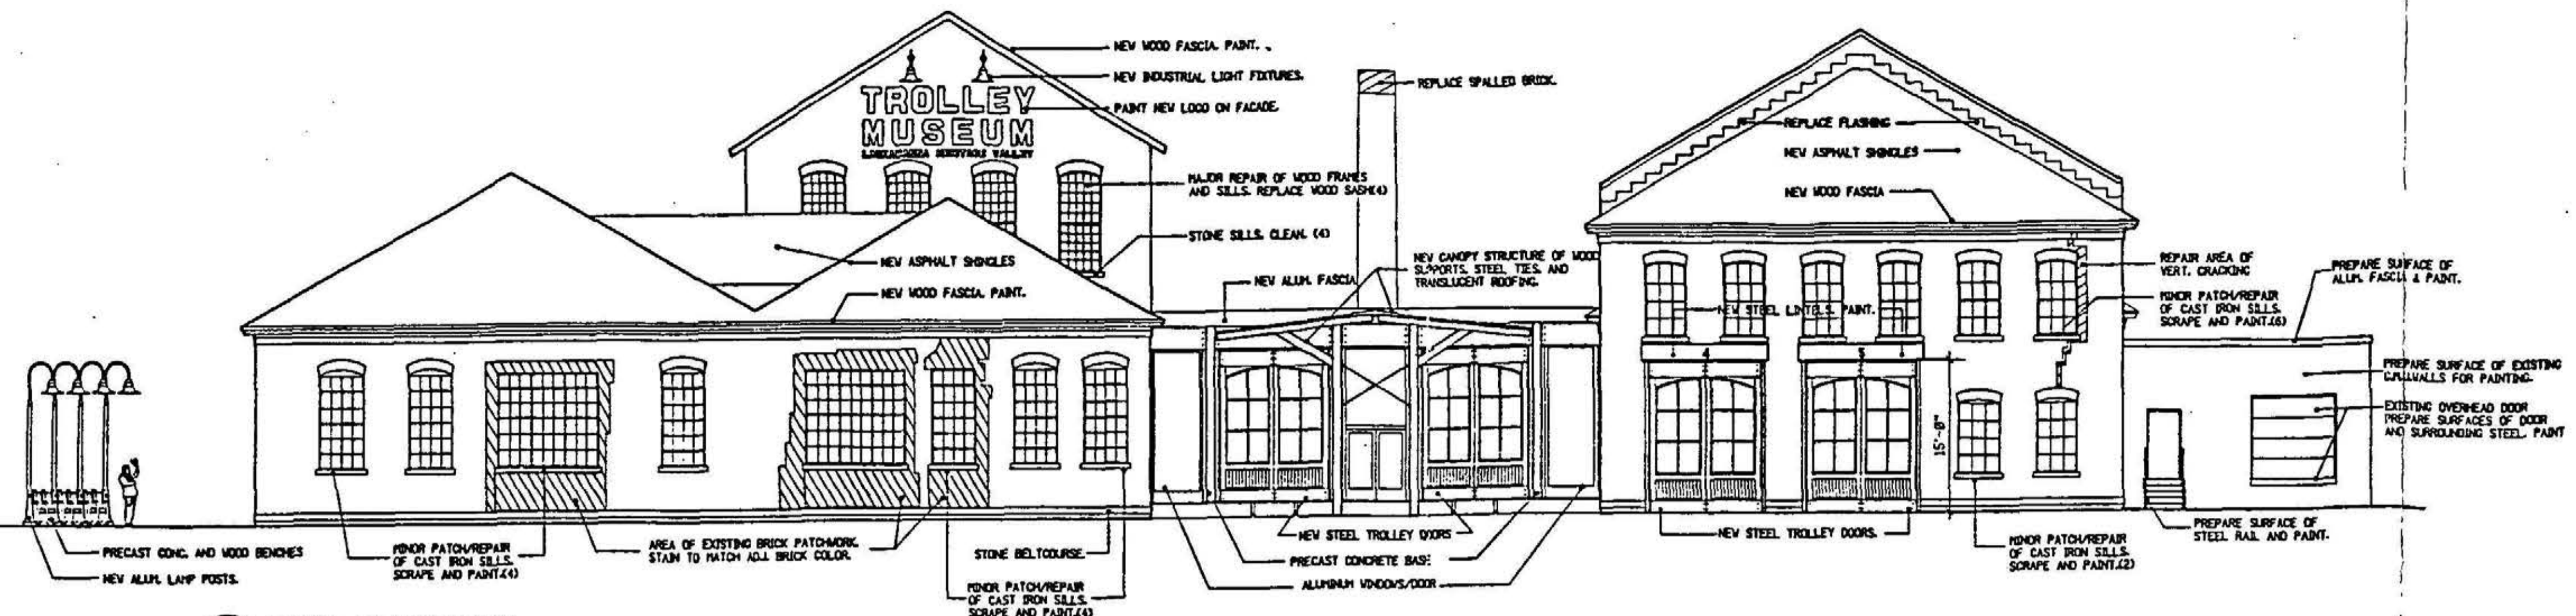 NEW WOOD FASCIA. PAINT.
NEW INDUSTRIAL LIGHT FIXTURES.
PAINT NEW LOGO ON FACADE.
TROLLEY
MUSEUM
VALLEY
MAJOR REPAIR OF WOOD FRAMES
AND SILLS. REPLACE WOOD SASH.(4)
STONE SILLS. CLEAN. (4)
NEW ASPHALT SHINGLES
NEW WOOD FASCIA. PAINT.
REPLACE SPALLED BRICK.
NEW ALUM. FASCIA
NEW CANOPY STRUCTURE OF WOOD
SUPPORTS, STEEL TIES, AND
TRANSLUCENT ROOFING.
REPLACE FLASHING
NEW ASPHALT SHINGLES
NEW WOOD FASCIA
NEW STEEL LINTELS. PAINT.
4
5
15'-0"
REPAIR AREA OF
VERT. CRACKING
MINOR PATCH/REPAIR
OF CAST IRON SILLS.
SCRAPE AND PAINT.(6)
PREPARE SURFACE OF
ALUM. FASCIA & PAINT.
PREPARE SURFACE OF EXISTING
C.M.U.WALLS FOR PAINTING.
EXISTING OVERHEAD DOOR
PREPARE SURFACES OF DOOR
AND SURROUNDING STEEL. PAINT
PRECAST CONC. AND WOOD BENCHES
NEW ALUM. LAMP POSTS.
MINOR PATCH/REPAIR
OF CAST IRON SILLS.
SCRAPE AND PAINT.(4)
AREA OF EXISTING BRICK PATCHWORK.
STAIN TO MATCH ADJ. BRICK COLOR.
STONE BELTCOURSE.
MINOR PATCH/REPAIR
OF CAST IRON SILLS.
SCRAPE AND PAINT.(4)
NEW STEEL TROLLEY DOORS
PRECAST CONCRETE BASE
ALUMINUM WINDOWS/DOOR
NEW STEEL TROLLEY DOORS.
MINOR PATCH/REPAIR
OF CAST IRON SILLS.
SCRAPE AND PAINT.(2)
PREPARE SURFACE OF
STEEL RAIL AND PAINT.